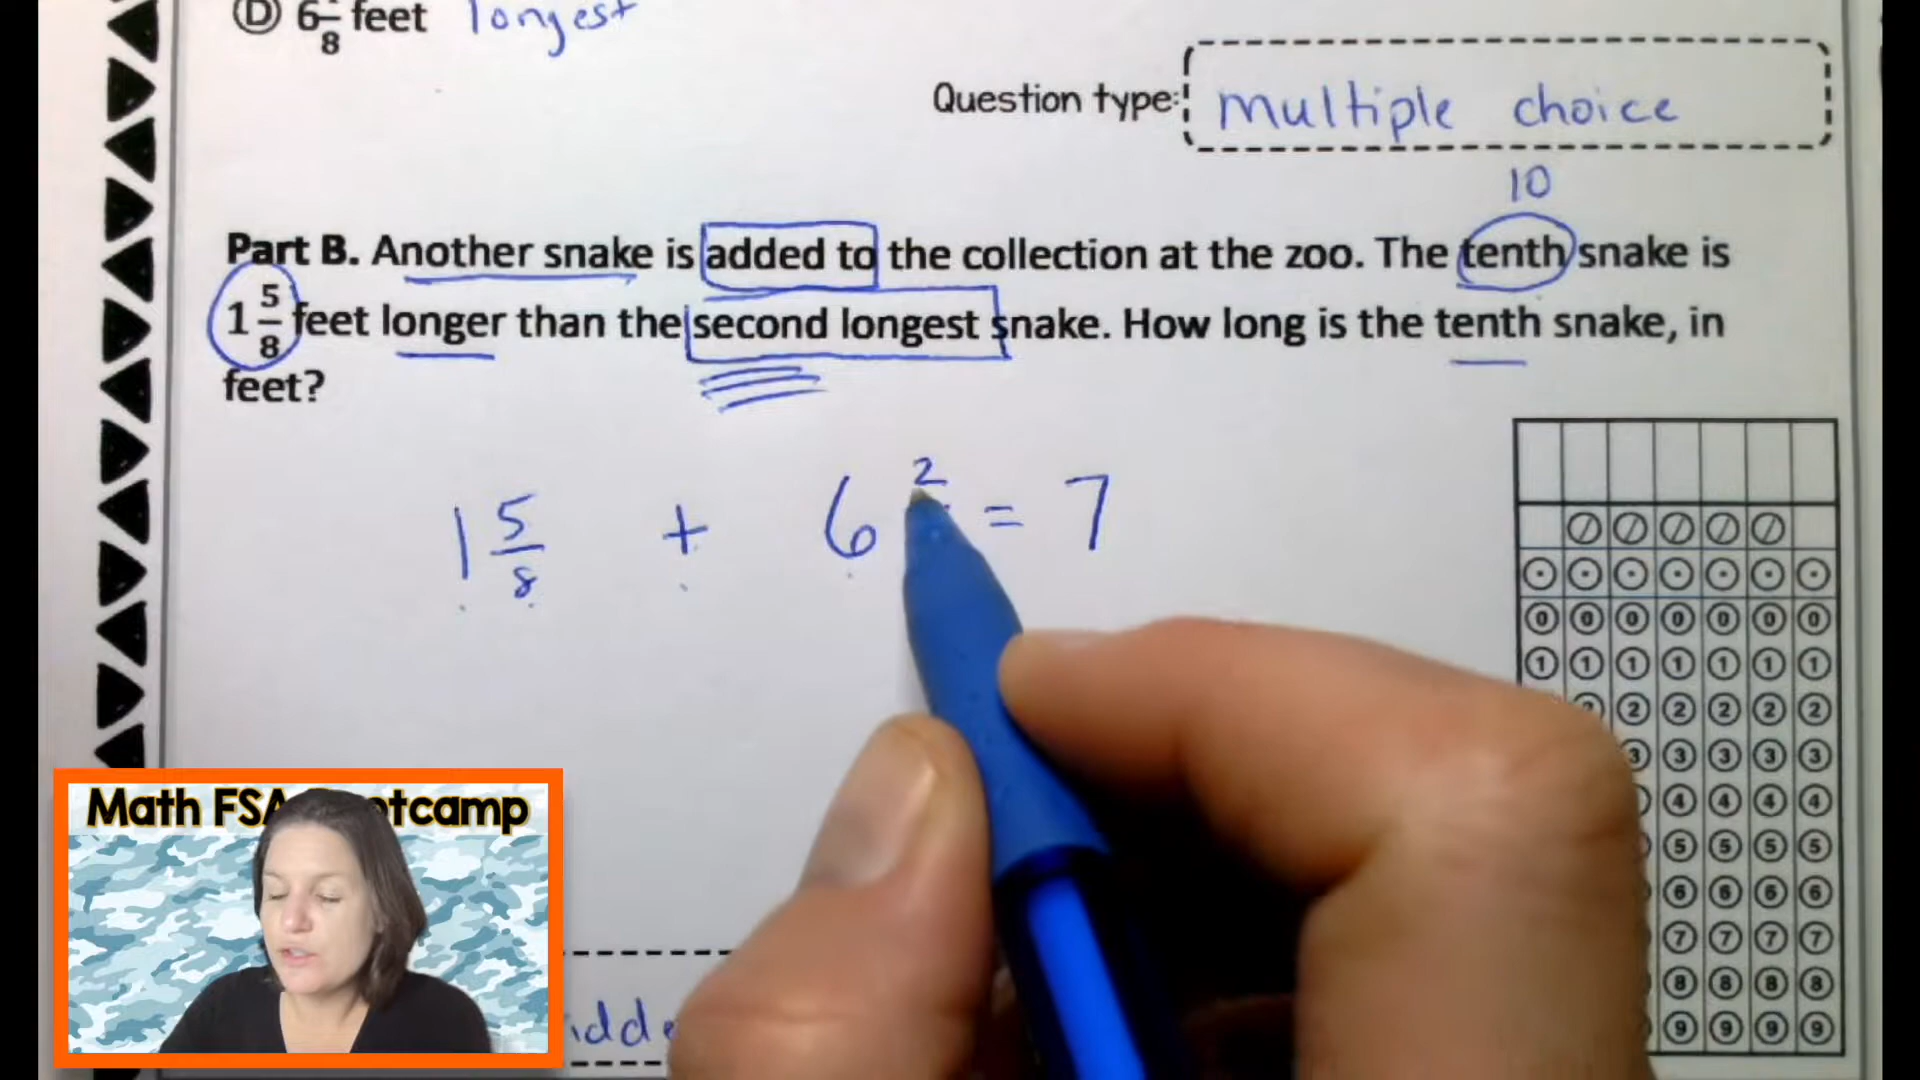 D 6 8 feet longest
Question type: multiple choice
10
Part B. Another snake is added to the collection at the zoo. The tenth snake is
1 5/8 feet longer than the second longest snake. How long is the tenth snake, in
feet?
1 5/8 + 6 2 = 7
0 0 0 0 0 0 0
1 1 1 1 1 1 1
2 2 2 2 2
3 3 3 3 3
4 4 4 4
5 5 5 5
6 6 6 6
7 7 7 7
8 8 8 8
9 9 9 9
Math FSA tcamp